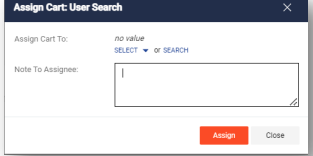 Assign Cart: User Search
Assign Cart To: no value
SELECT or SEARCH
Note To Assignee:
Assign Close